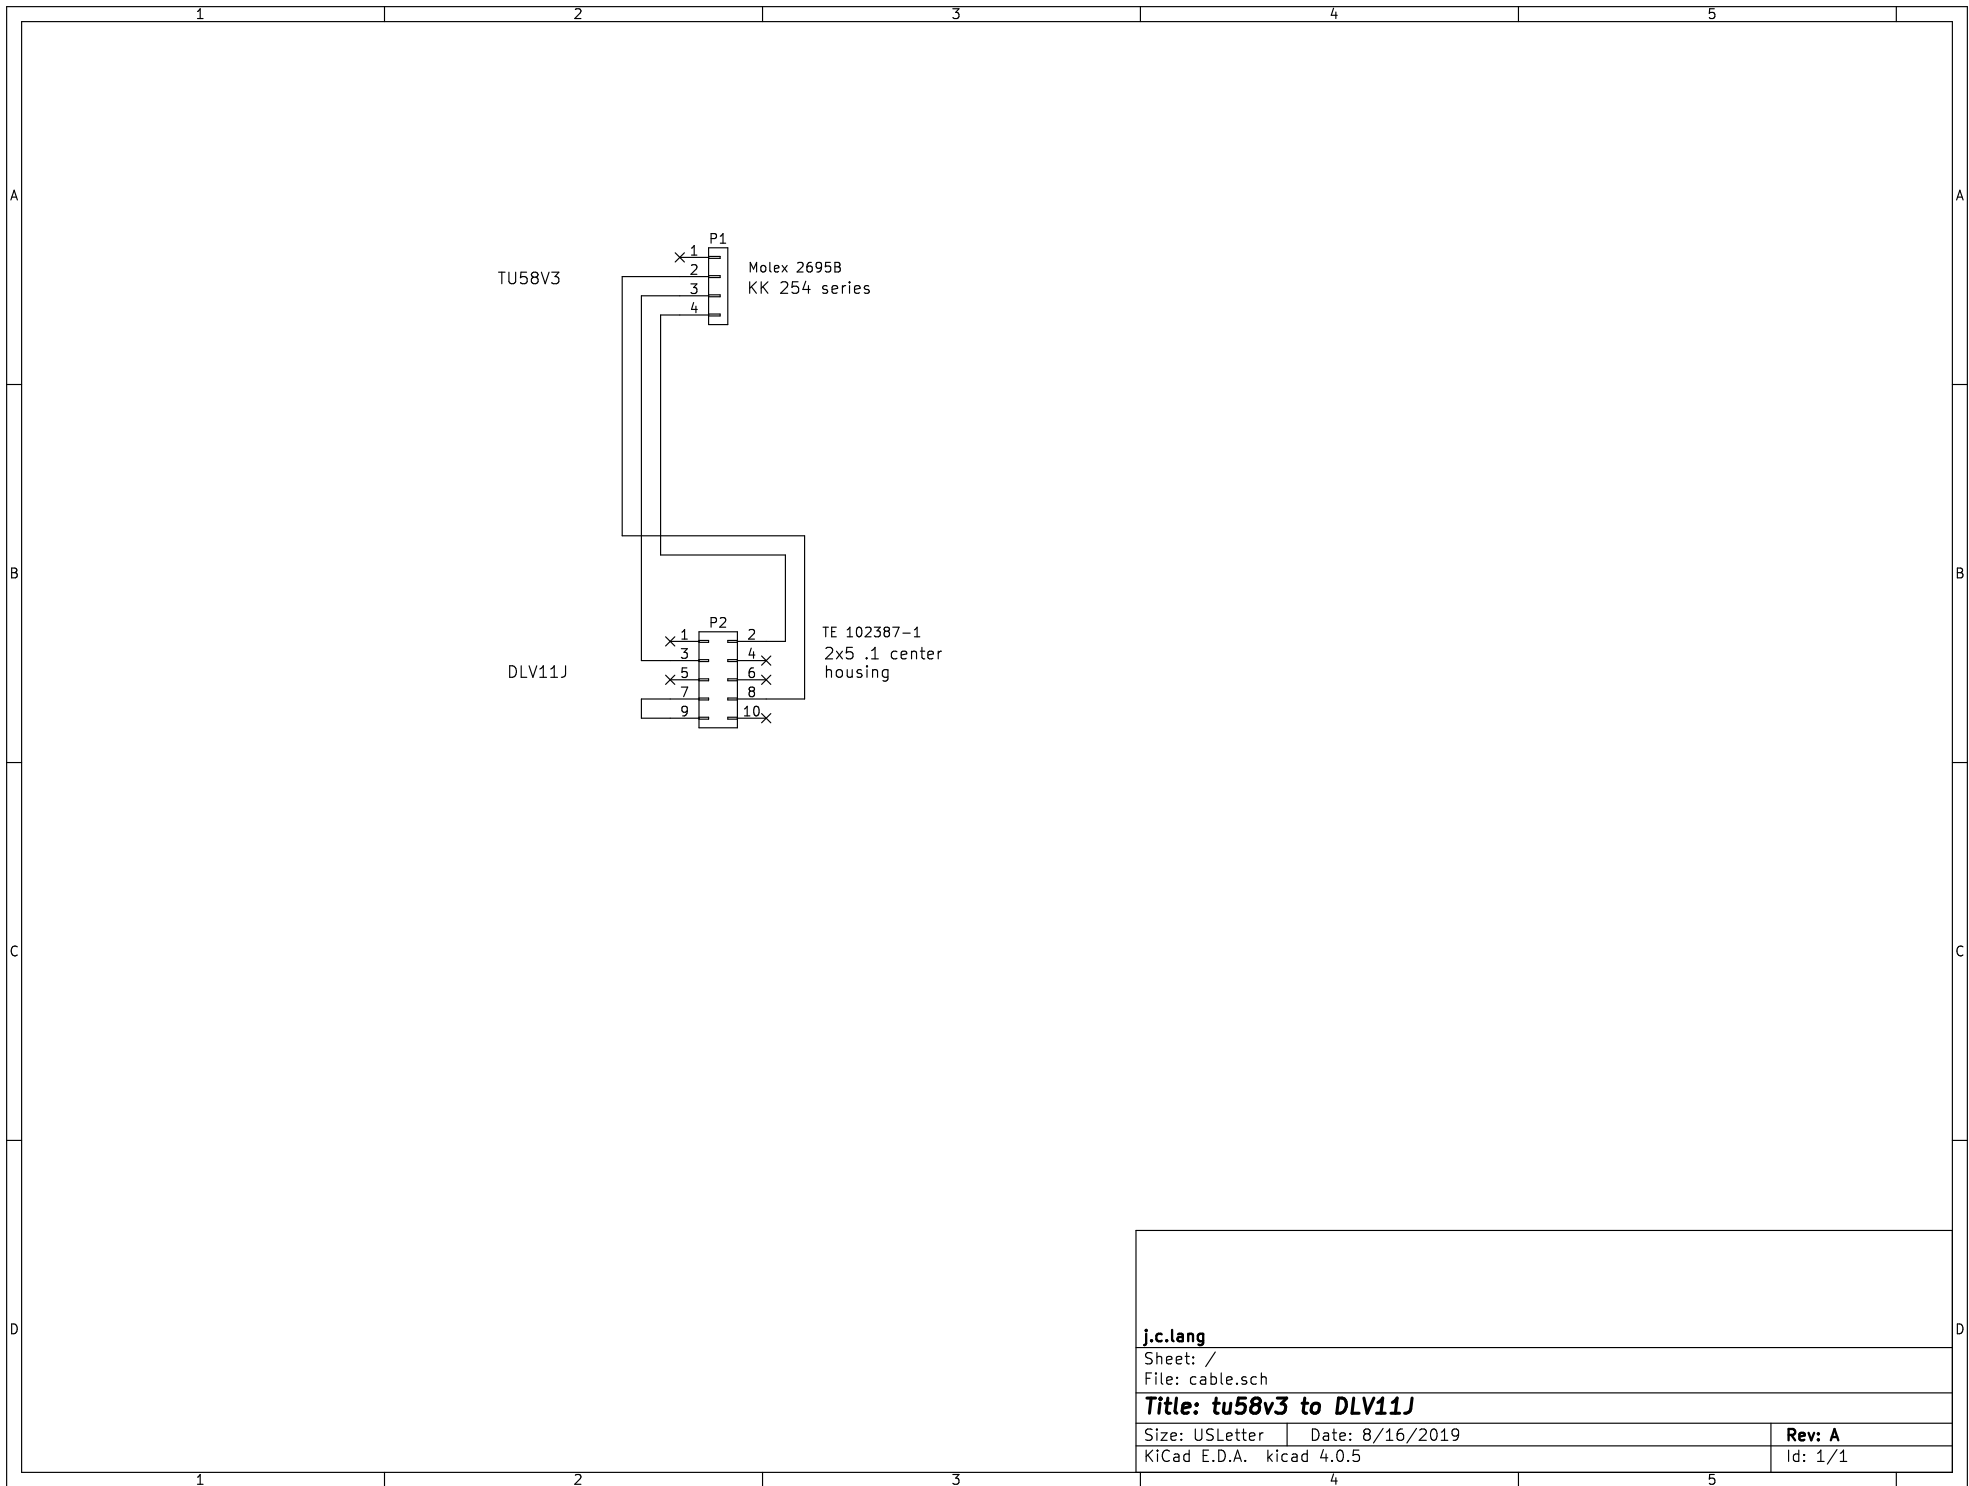 1 2 3 4 5
A A
P1
1
2
3
4
TU58V3
Molex 2695B
KK 254 series
B B
P2
1 2
3 4
5 6
7 8
9 10
DLV11J
TE 102387-1
2x5 .1 center
housing
C C
D D
j.c.lang
Sheet: /
File: cable.sch
Title: tu58v3 to DLV11J
Size: USLetter Date: 8/16/2019 Rev: A
KiCad E.D.A. kicad 4.0.5 Id: 1/1
1 2 3 4 5